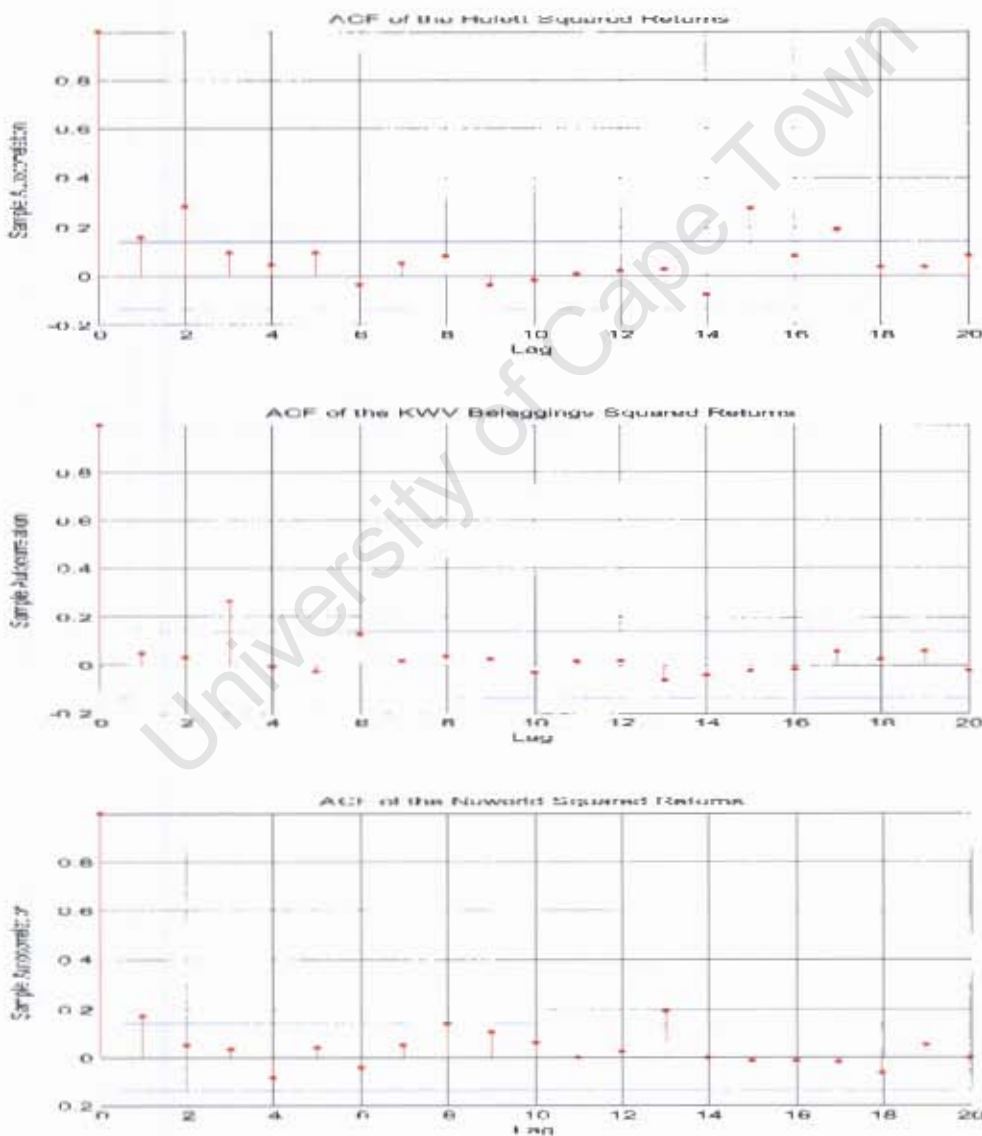 ACF of the Hulett Squared Returns
Sample Autocorrelation
0.8
0.6
0.4
0.2
0
-0.2
0 2 4 6 8 10 12 14 16 18 20
Lag
ACF of the KWV Beleggings Squared Returns
Sample Autocorrelation
0.8
0.6
0.4
0.2
0
-0.2
0 2 4 6 8 10 12 14 16 18 20
Lag
ACF of the Nuworld Squared Returns
Sample Autocorrelation
0.8
0.6
0.4
0.2
0
0.2
0 2 4 6 8 10 12 14 16 18 20
Lag
University of Cape Town